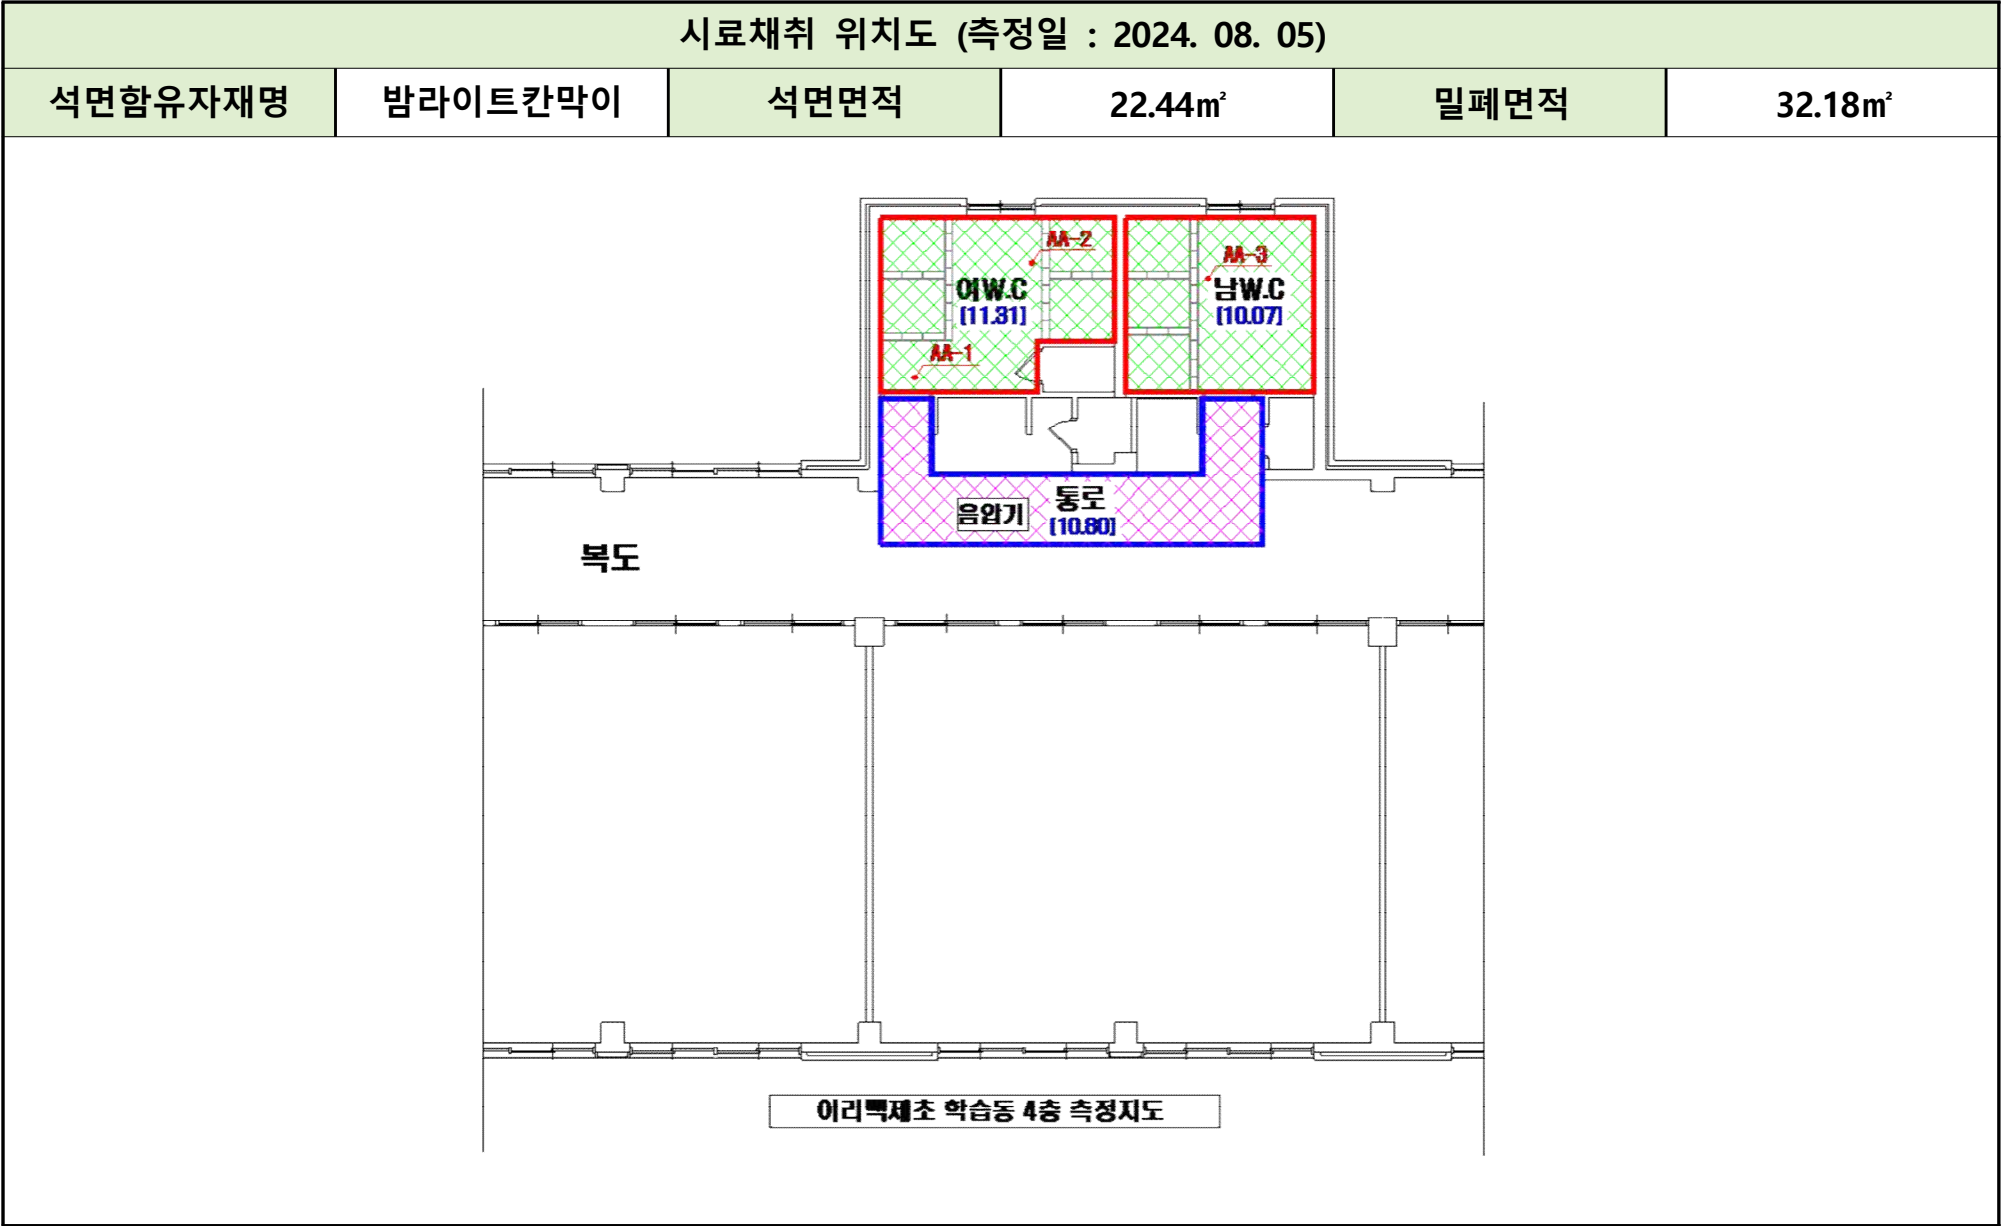 시료채취 위치도 (측정일 : 2024. 08. 05)
석면함유자재명 밤라이트칸막이 석면면적 22.44㎡ 밀폐면적 32.18㎡
AA-2
AA-3
여W.C
[11.31]
남W.C
[10.07]
AA-1
음압기
통로
[10.80]
복도
이리백제초 학습동 4층 측정지도